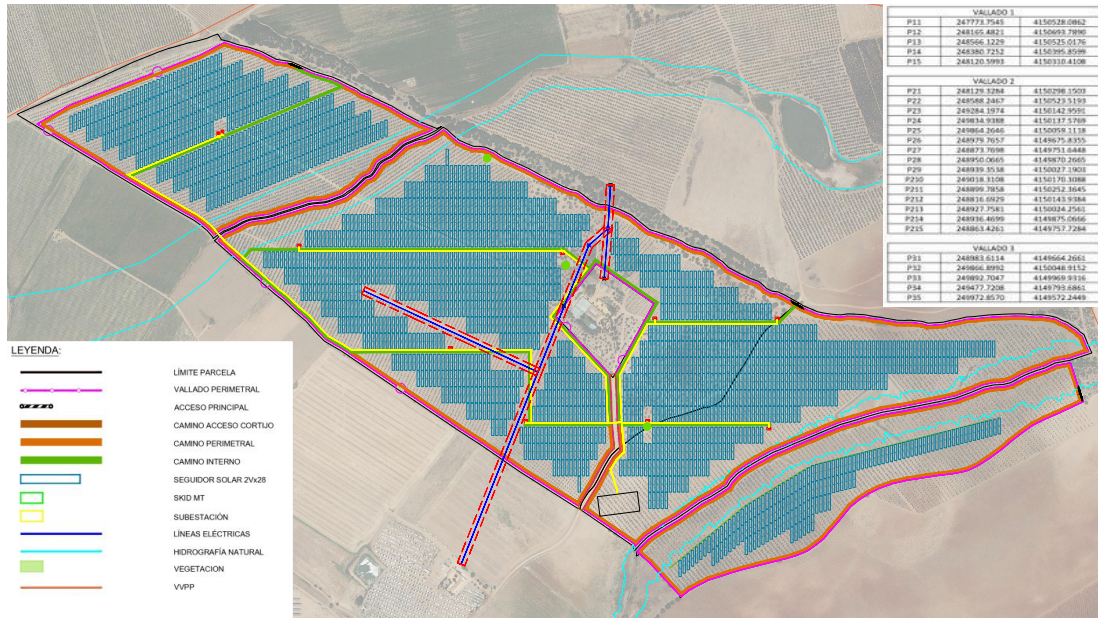 VALLADO 1
P11 247773.7545 4150528.0862
P12 248165.4821 4150693.7890
P13 248566.1229 4150525.0176
P14 248380.7252 4150395.8599
P15 248120.5993 4150310.4108
VALLADO 2
P21 248129.3284 4150298.1503
P22 248588.2467 4150523.5193
P23 249284.1974 4150142.9591
P24 249834.9388 4150137.5769
P25 249864.2646 4150059.1118
P26 248979.7657 4149675.8355
P27 248873.7698 4149751.6448
P28 248950.0665 4149870.2665
P29 248939.3538 4150027.1903
P210 249018.3108 4150170.3088
P211 248899.7858 4150252.3645
P212 248816.6929 4150143.9384
P213 248927.7581 4150024.2561
P214 248936.4699 4149875.0666
P215 248863.4261 4149757.7284
VALLADO 3
P31 248983.6114 4149664.2661
P32 249866.8992 4150048.9152
P33 249892.7047 4149969.9316
P34 249477.7208 4149793.6861
P35 249972.8570 4149572.2449
LEYENDA:
LÍMITE PARCELA
VALLADO PERIMETRAL
ACCESO PRINCIPAL
CAMINO ACCESO CORTIJO
CAMINO PERIMETRAL
CAMINO INTERNO
SEGUIDOR SOLAR 2Vx28
SKID MT
SUBESTACIÓN
LÍNEAS ELÉCTRICAS
HIDROGRAFÍA NATURAL
VEGETACION
VVPP